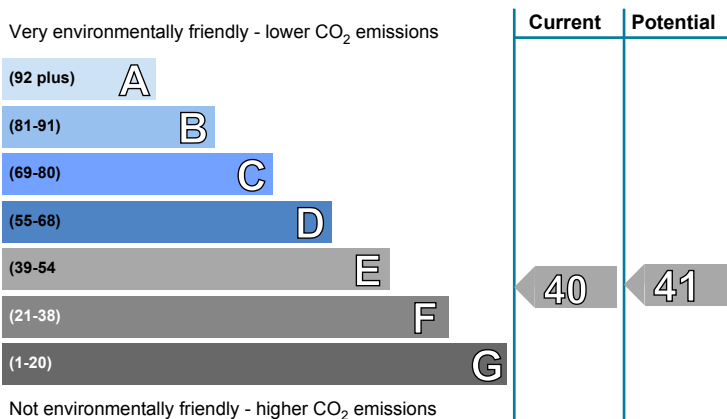 Current Potential
Very environmentally friendly - lower CO2 emissions
(92 plus) A
(81-91) B
(69-80) C
(55-68) D
(39-54 E
40 41
(21-38) F
(1-20) G
Not environmentally friendly - higher CO2 emissions